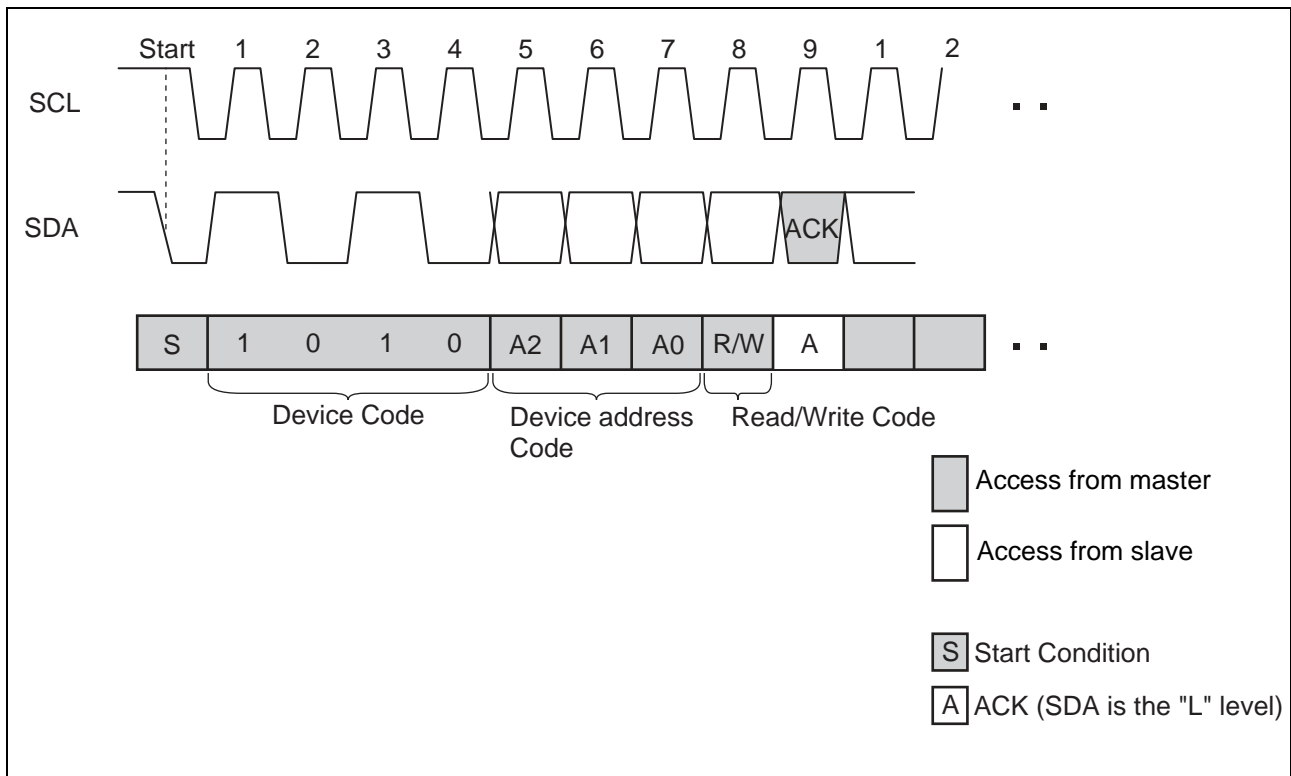 Start 1 2 3 4 5 6 7 8 9 1 2
SCL
SDA
ACK
S 1 0 1 0 A2 A1 A0 R/W A
Device Code
Device address
Code
Read/Write Code
Access from master
Access from slave
S Start Condition
A ACK (SDA is the "L" level)